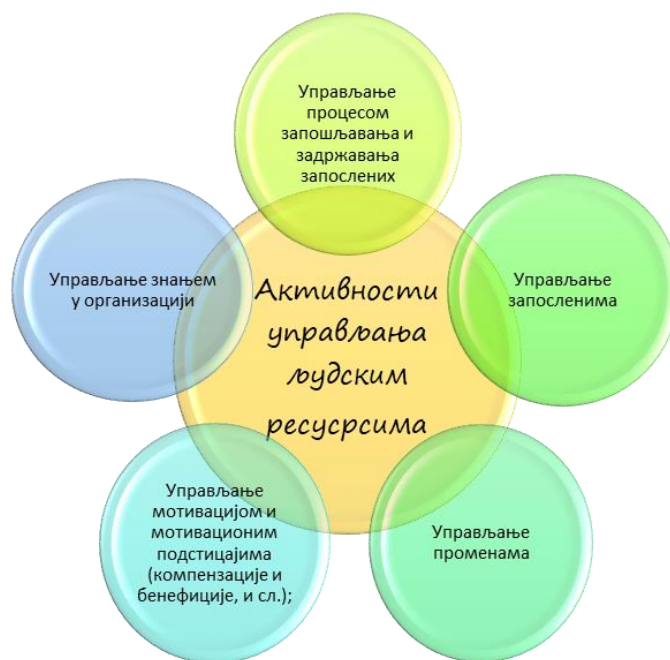 Управљање
процесом
запошљавања и
задржавања
запослених
Управљање знањем
у организацији
Активности
управљања
људским
ресусрсима
Управљање
запосленима
Управљање
мотивацијом и
мотивационим
подстицајима
(компензације и
бенефиције, и сл.);
Управљање
променама